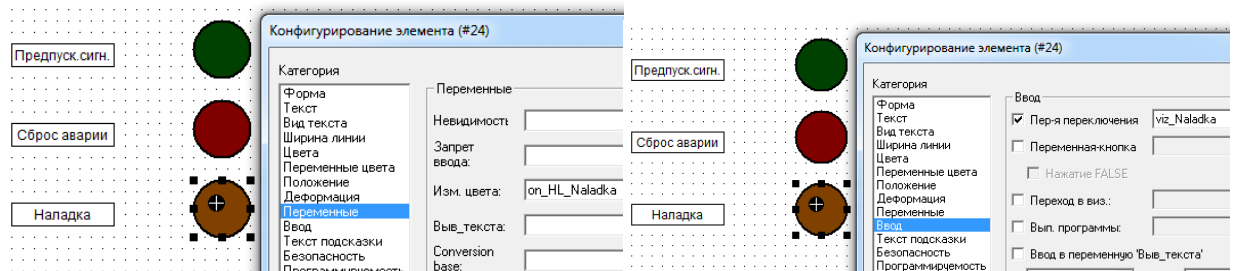 Предпуск.сигн.
Сброс аварии
Наладка
Конфигурирование элемента (#24)
Категория
Форма
Текст
Вид текста
Ширина линии
Цвета
Переменные цвета
Положение
Деформация
Переменные
Ввод
Текст подсказки
Безопасность
Программируемость
Переменные
Невидимость
Запрет
ввода:
Изм. цвета: on_HL_Naladka
Выв_текста:
Conversion
base:
Предпуск.сигн.
Сброс аварии
Наладка
Конфигурирование элемента (#24)
Категория
Форма
Текст
Вид текста
Ширина линии
Цвета
Переменные цвета
Положение
Деформация
Переменные
Ввод
Текст подсказки
Безопасность
Программируемость
Ввод
Пер-я переключения viz_Naladka
Переменная-кнопка
Нажатие FALSE
Переход в виз.:
Вып. программы:
Ввод в переменную 'Выв_текста'